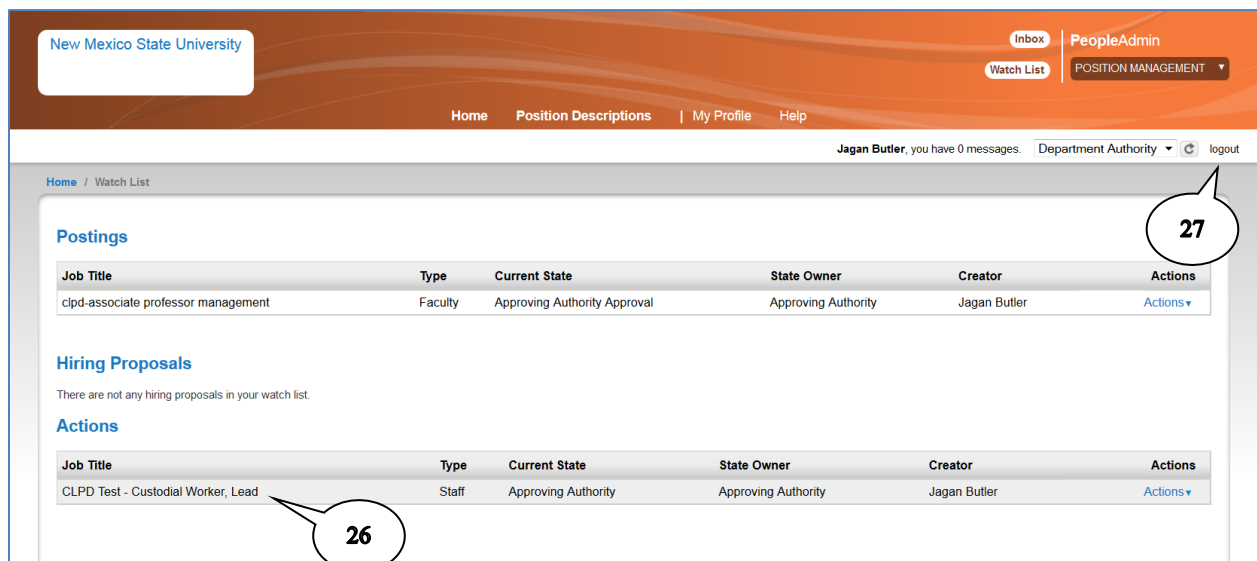 New Mexico State University
Inbox PeopleAdmin
Watch List POSITION MANAGEMENT
Home Position Descriptions | My Profile Help
Jagan Butler, you have 0 messages. Department Authority logout
Home / Watch List
27
Postings
Job Title Type Current State State Owner Creator Actions
clpd-associate professor management Faculty Approving Authority Approval Approving Authority Jagan Butler Actions
Hiring Proposals
There are not any hiring proposals in your watch list.
Actions
Job Title Type Current State State Owner Creator Actions
CLPD Test - Custodial Worker, Lead Staff Approving Authority Approving Authority Jagan Butler Actions
26